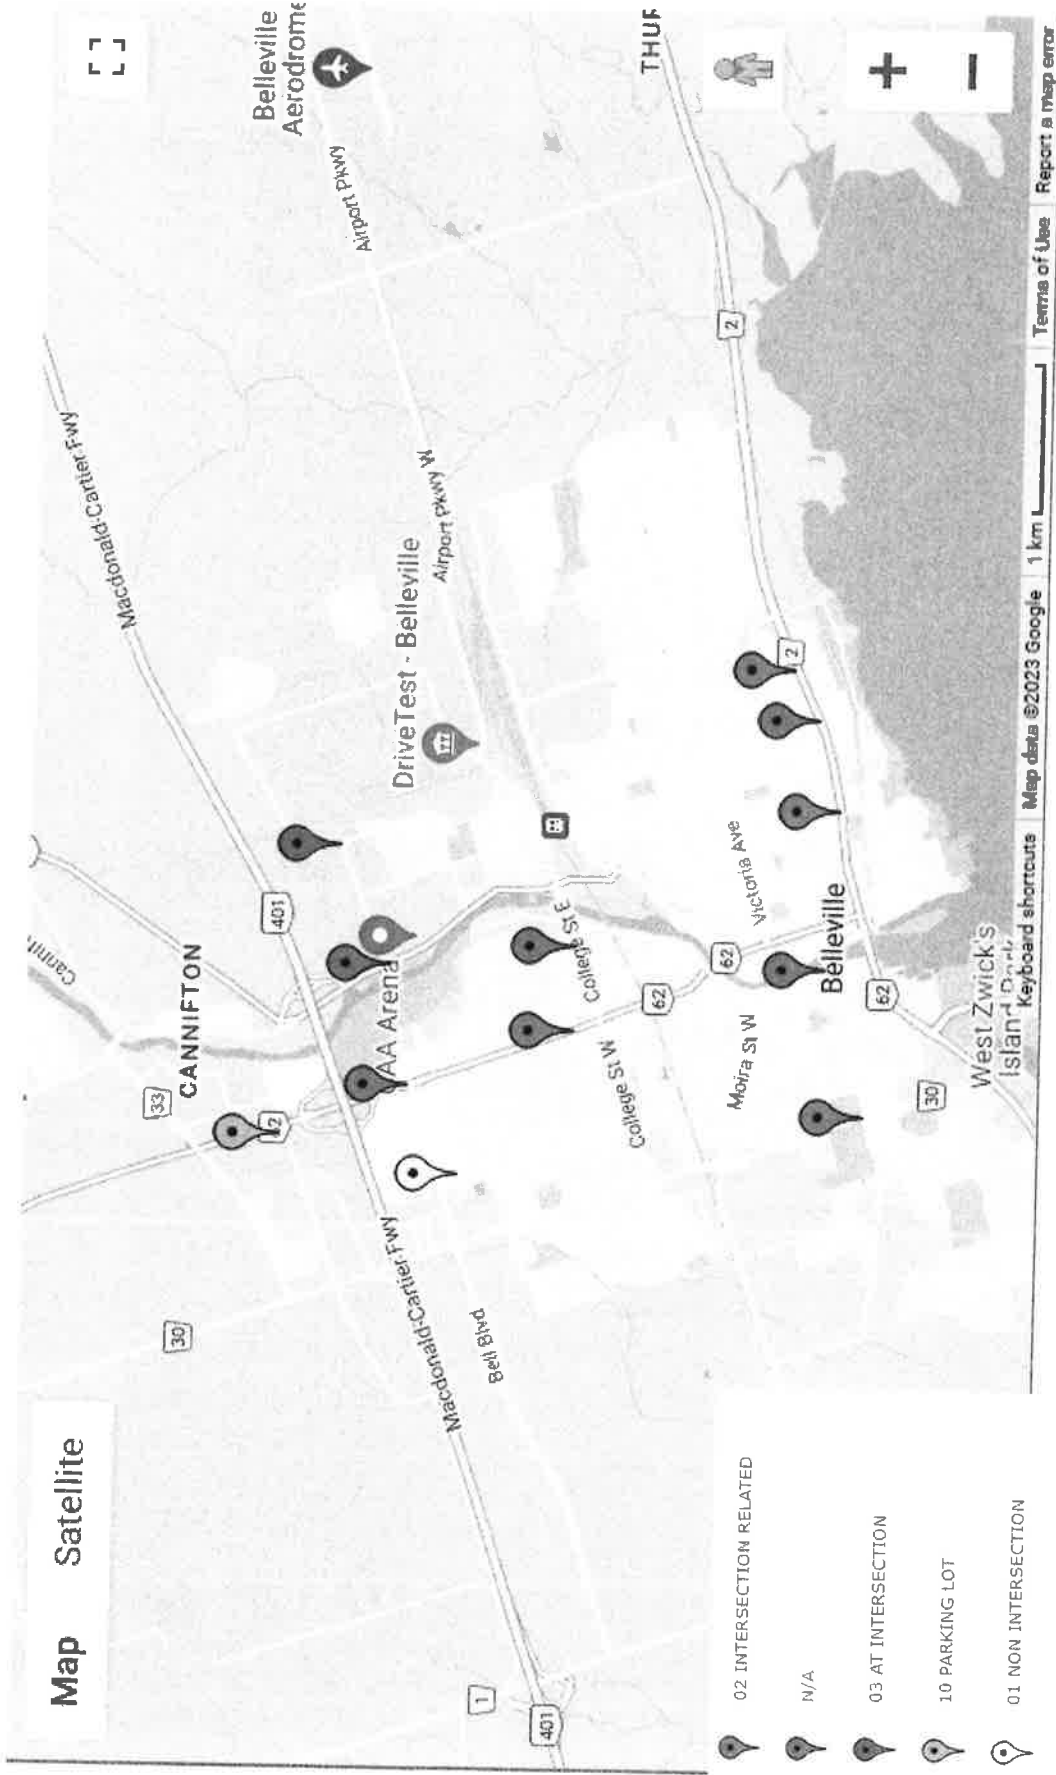 Map Satellite
Belleville
Aerodrome
Airport Pkwy
Macdonald-Cartier Fwy
401
CANNIFTON
33
30
DriveTest - Belleville
Airport Pkwy W
Macdonald-Cartier Fwy
Bell Blvd
1
401
College St E
College St W
62
62
Victoria Ave
Moira St W
Belleville
62
30
2
2
THUR
West Zwick's
Island Park
Keyboard shortcuts Map data ©2023 Google 1 km Terms of Use Report a map error
02 INTERSECTION RELATED
N/A
03 AT INTERSECTION
10 PARKING LOT
01 NON INTERSECTION